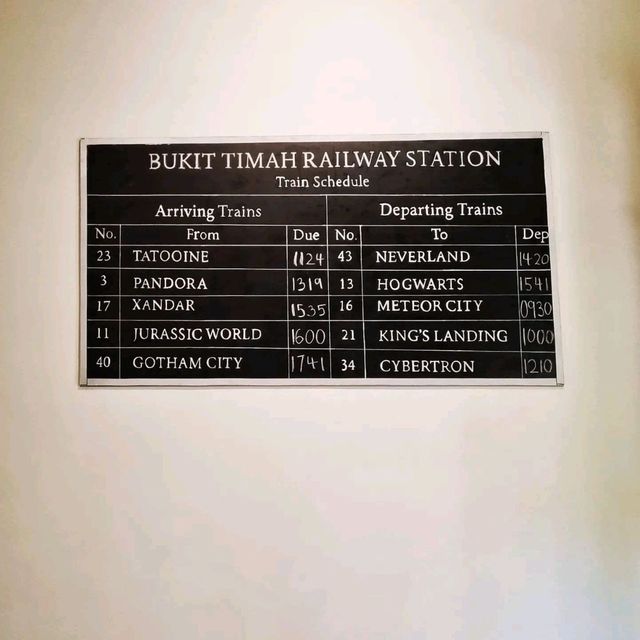 BUKIT TIMAH RAILWAY STATION
Train Schedule
Arriving Trains Departing Trains
No. From Due No. To Dep
23 TATOOINE 1124 43 NEVERLAND 1420
3 PANDORA 1319 13 HOGWARTS 1541
17 XANDAR 1535 16 METEOR CITY 0930
11 JURASSIC WORLD 1600 21 KING'S LANDING 1000
40 GOTHAM CITY 1741 34 CYBERTRON 1210